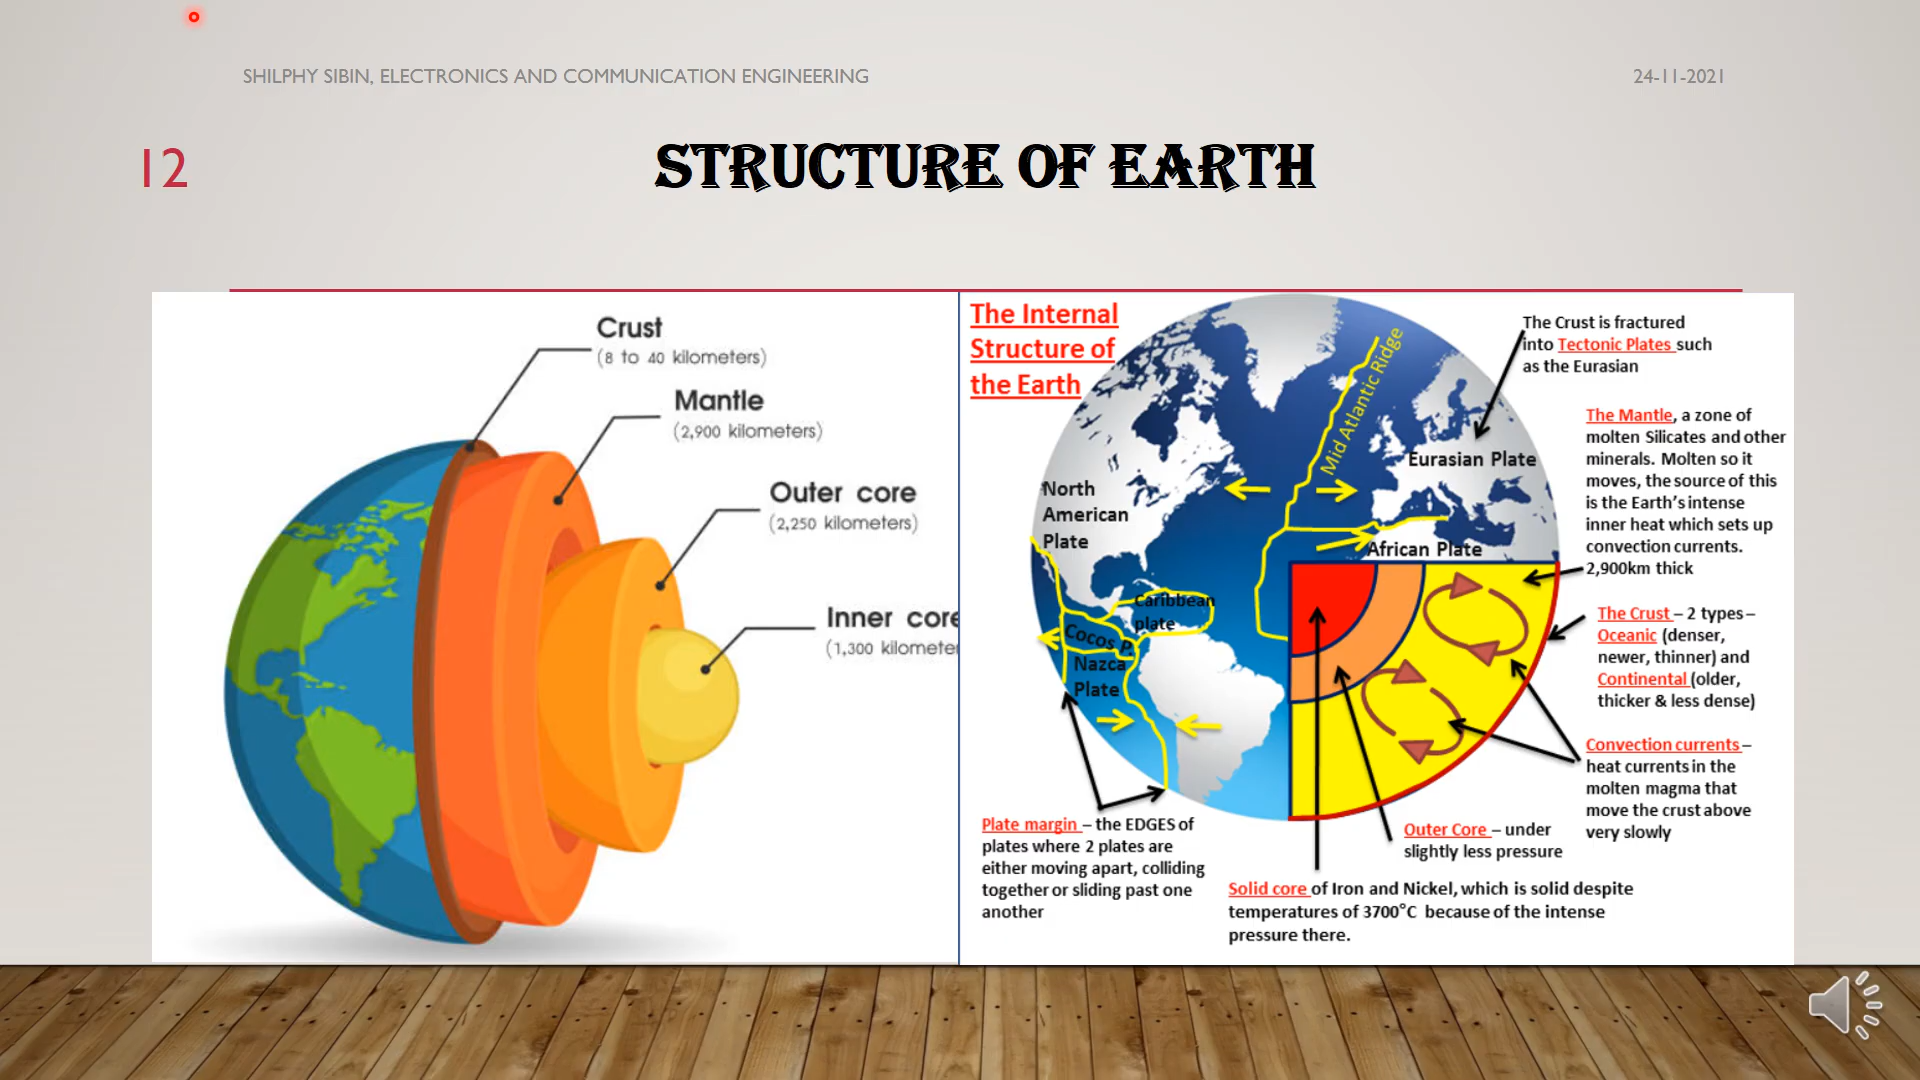 SHILPHY SIBIN, ELECTRONICS AND COMMUNICATION ENGINEERING
24-11-2021
12
STRUCTURE OF EARTH
Crust
(8 to 40 kilometers)
Mantle
(2,900 kilometers)
Outer core
(2,250 kilometers)
Inner core
(1,300 kilomete
The Internal
Structure of
the Earth
Mid Atlantic Ridge
North
American
Plate
Eurasian Plate
African Plate
Caribbean
plate
Cocos P.
Nazca
Plate
The Crust is fractured
into Tectonic Plates such
as the Eurasian
The Mantle, a zone of
molten Silicates and other
minerals. Molten so it
moves, the source of this
is the Earth's intense
inner heat which sets up
convection currents.
2,900km thick
The Crust – 2 types –
Oceanic (denser,
newer, thinner) and
Continental (older,
thicker & less dense)
Convection currents –
heat currents in the
molten magma that
move the crust above
very slowly
Plate margin – the EDGES of
plates where 2 plates are
either moving apart, colliding
together or sliding past one
another
Outer Core – under
slightly less pressure
Solid core of Iron and Nickel, which is solid despite
temperatures of 3700°C because of the intense
pressure there.